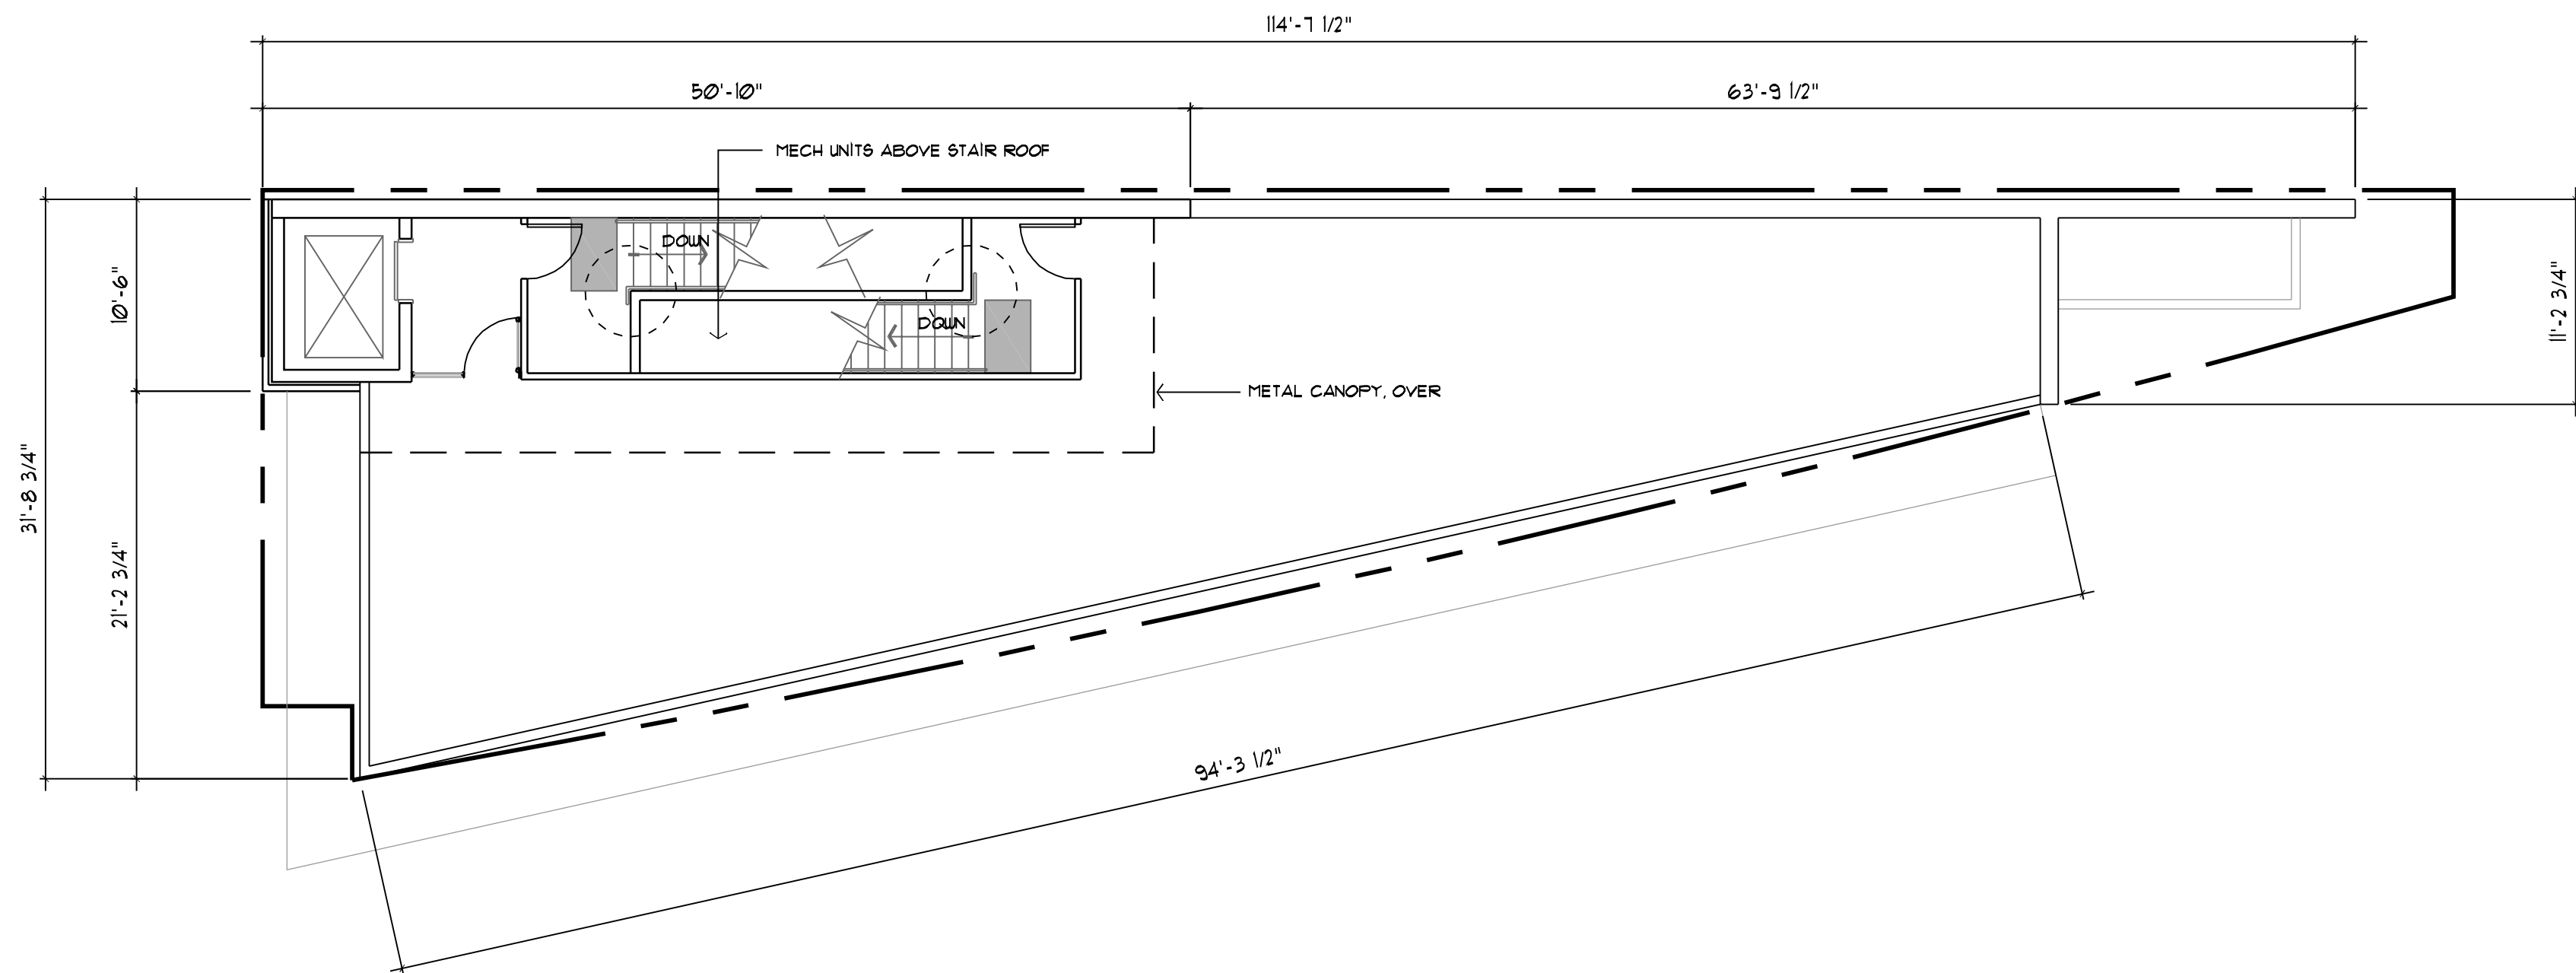 114'-7 1/2"
50'-10"
63'-9 1/2"
MECH UNITS ABOVE STAIR ROOF
DOWN
10'-6"
11'-2 3/4"
DOWN
METAL CANOPY, OVER
31'-8 3/4"
21'-2 3/4"
94'-3 1/2"